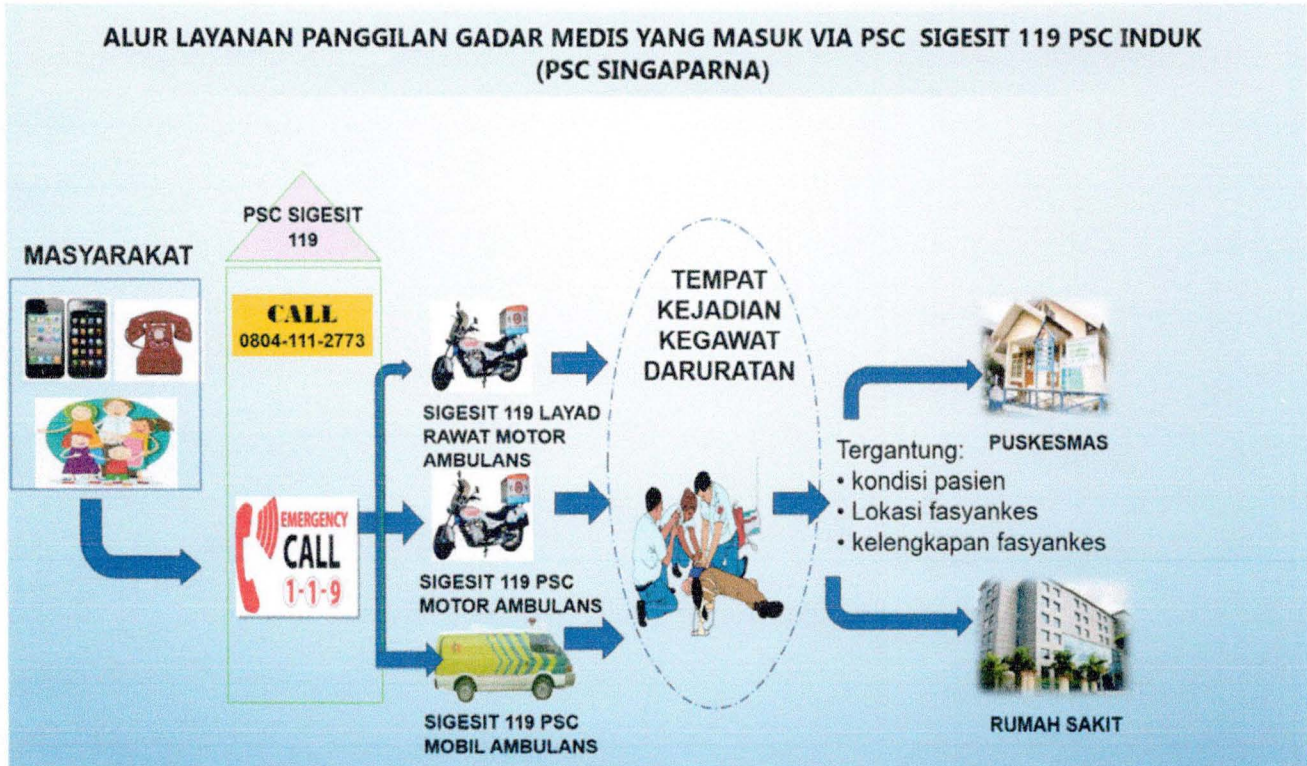 ALUR LAYANAN PANGGILAN GADAR MEDIS YANG MASUK VIA PSC SIGESIT 119 PSC INDUK
(PSC SINGAPARNA)
MASYARAKAT
PSC SIGESIT
119
CALL
0804-111-2773
EMERGENCY
CALL
1-1-9
SIGESIT 119 LAYAD
RAWAT MOTOR
AMBULANS
SIGESIT 119 PSC
MOTOR AMBULANS
SIGESIT 119 PSC
MOBIL AMBULANS
TEMPAT
KEJADIAN
KEGAWAT
DARURATAN
Tergantung:
• kondisi pasien
• Lokasi fasyankes
• kelengkapan fasyankes
PUSKESMAS
RUMAH SAKIT